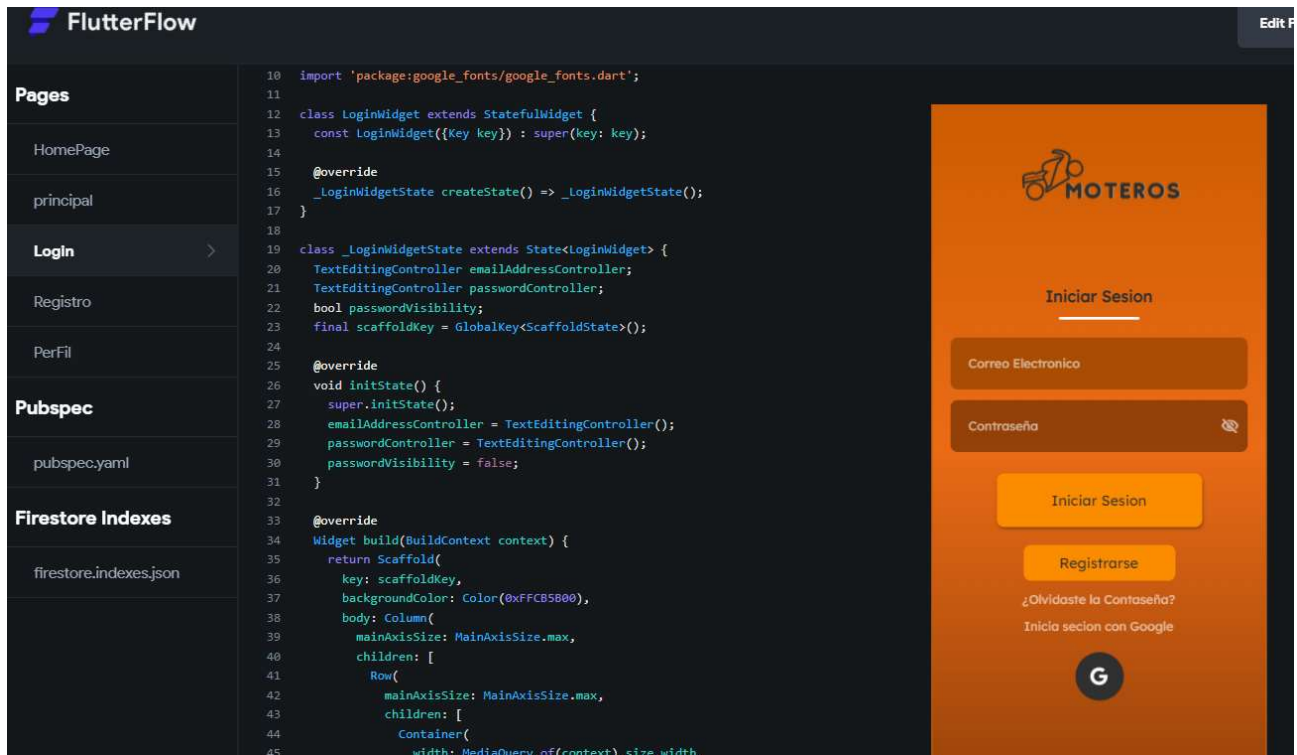 FlutterFlow
Edit P
Pages
HomePage
principal
Login
Registro
PerFil
Pubspec
pubspec.yaml
Firestore Indexes
firestore.indexes.json
10 import 'package:google_fonts/google_fonts.dart';
11
12 class LoginWidget extends StatefulWidget {
13 const LoginWidget({Key key}) : super(key: key);
14
15 @override
16 _LoginWidgetState createState() => _LoginWidgetState();
17 }
18
19 class _LoginWidgetState extends State<LoginWidget> {
20 TextEditingController emailAddressController;
21 TextEditingController passwordController;
22 bool passwordVisibility;
23 final scaffoldKey = GlobalKey<ScaffoldState>();
24
25 @override
26 void initState() {
27 super.initState();
28 emailAddressController = TextEditingController();
29 passwordController = TextEditingController();
30 passwordVisibility = false;
31 }
32
33 @override
34 Widget build(BuildContext context) {
35 return Scaffold(
36 key: scaffoldKey,
37 backgroundColor: Color(0xFFCB5B00),
38 body: Column(
39 mainAxisSize: MainAxisSize.max,
40 children: [
41 Row(
42 mainAxisSize: MainAxisSize.max,
43 children: [
44 Container(
45 width: MediaQuery.of(context).size.width
MOTEROS
Iniciar Sesion
Correo Electronico
Contraseña
Iniciar Sesion
Registrarse
¿Olvidaste la Contaseña?
Inicia secion con Google
G